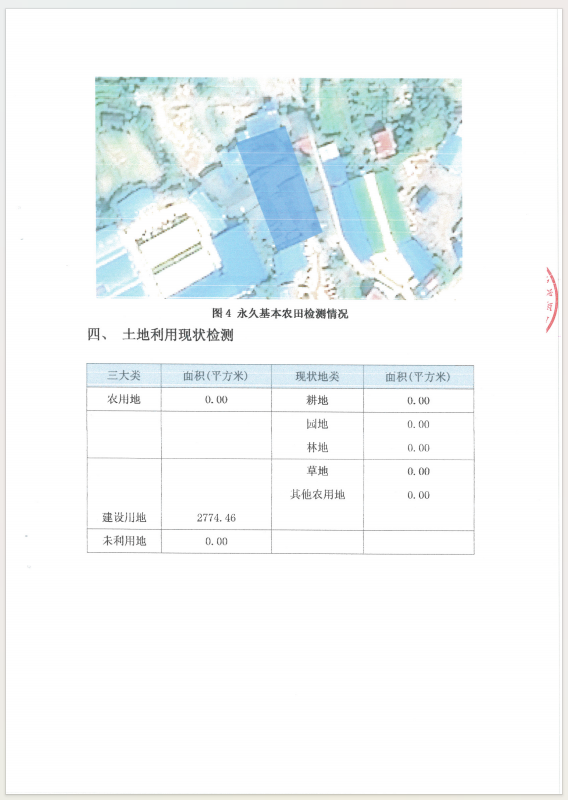 图 4 永久基本农田检测情况
四、 土地利用现状检测
三大类 面积(平方米) 现状地类 面积(平方米)
农用地 0.00 耕地 0.00
园地 0.00
林地 0.00
草地 0.00
其他农用地 0.00
建设用地 2774.46
未利用地 0.00